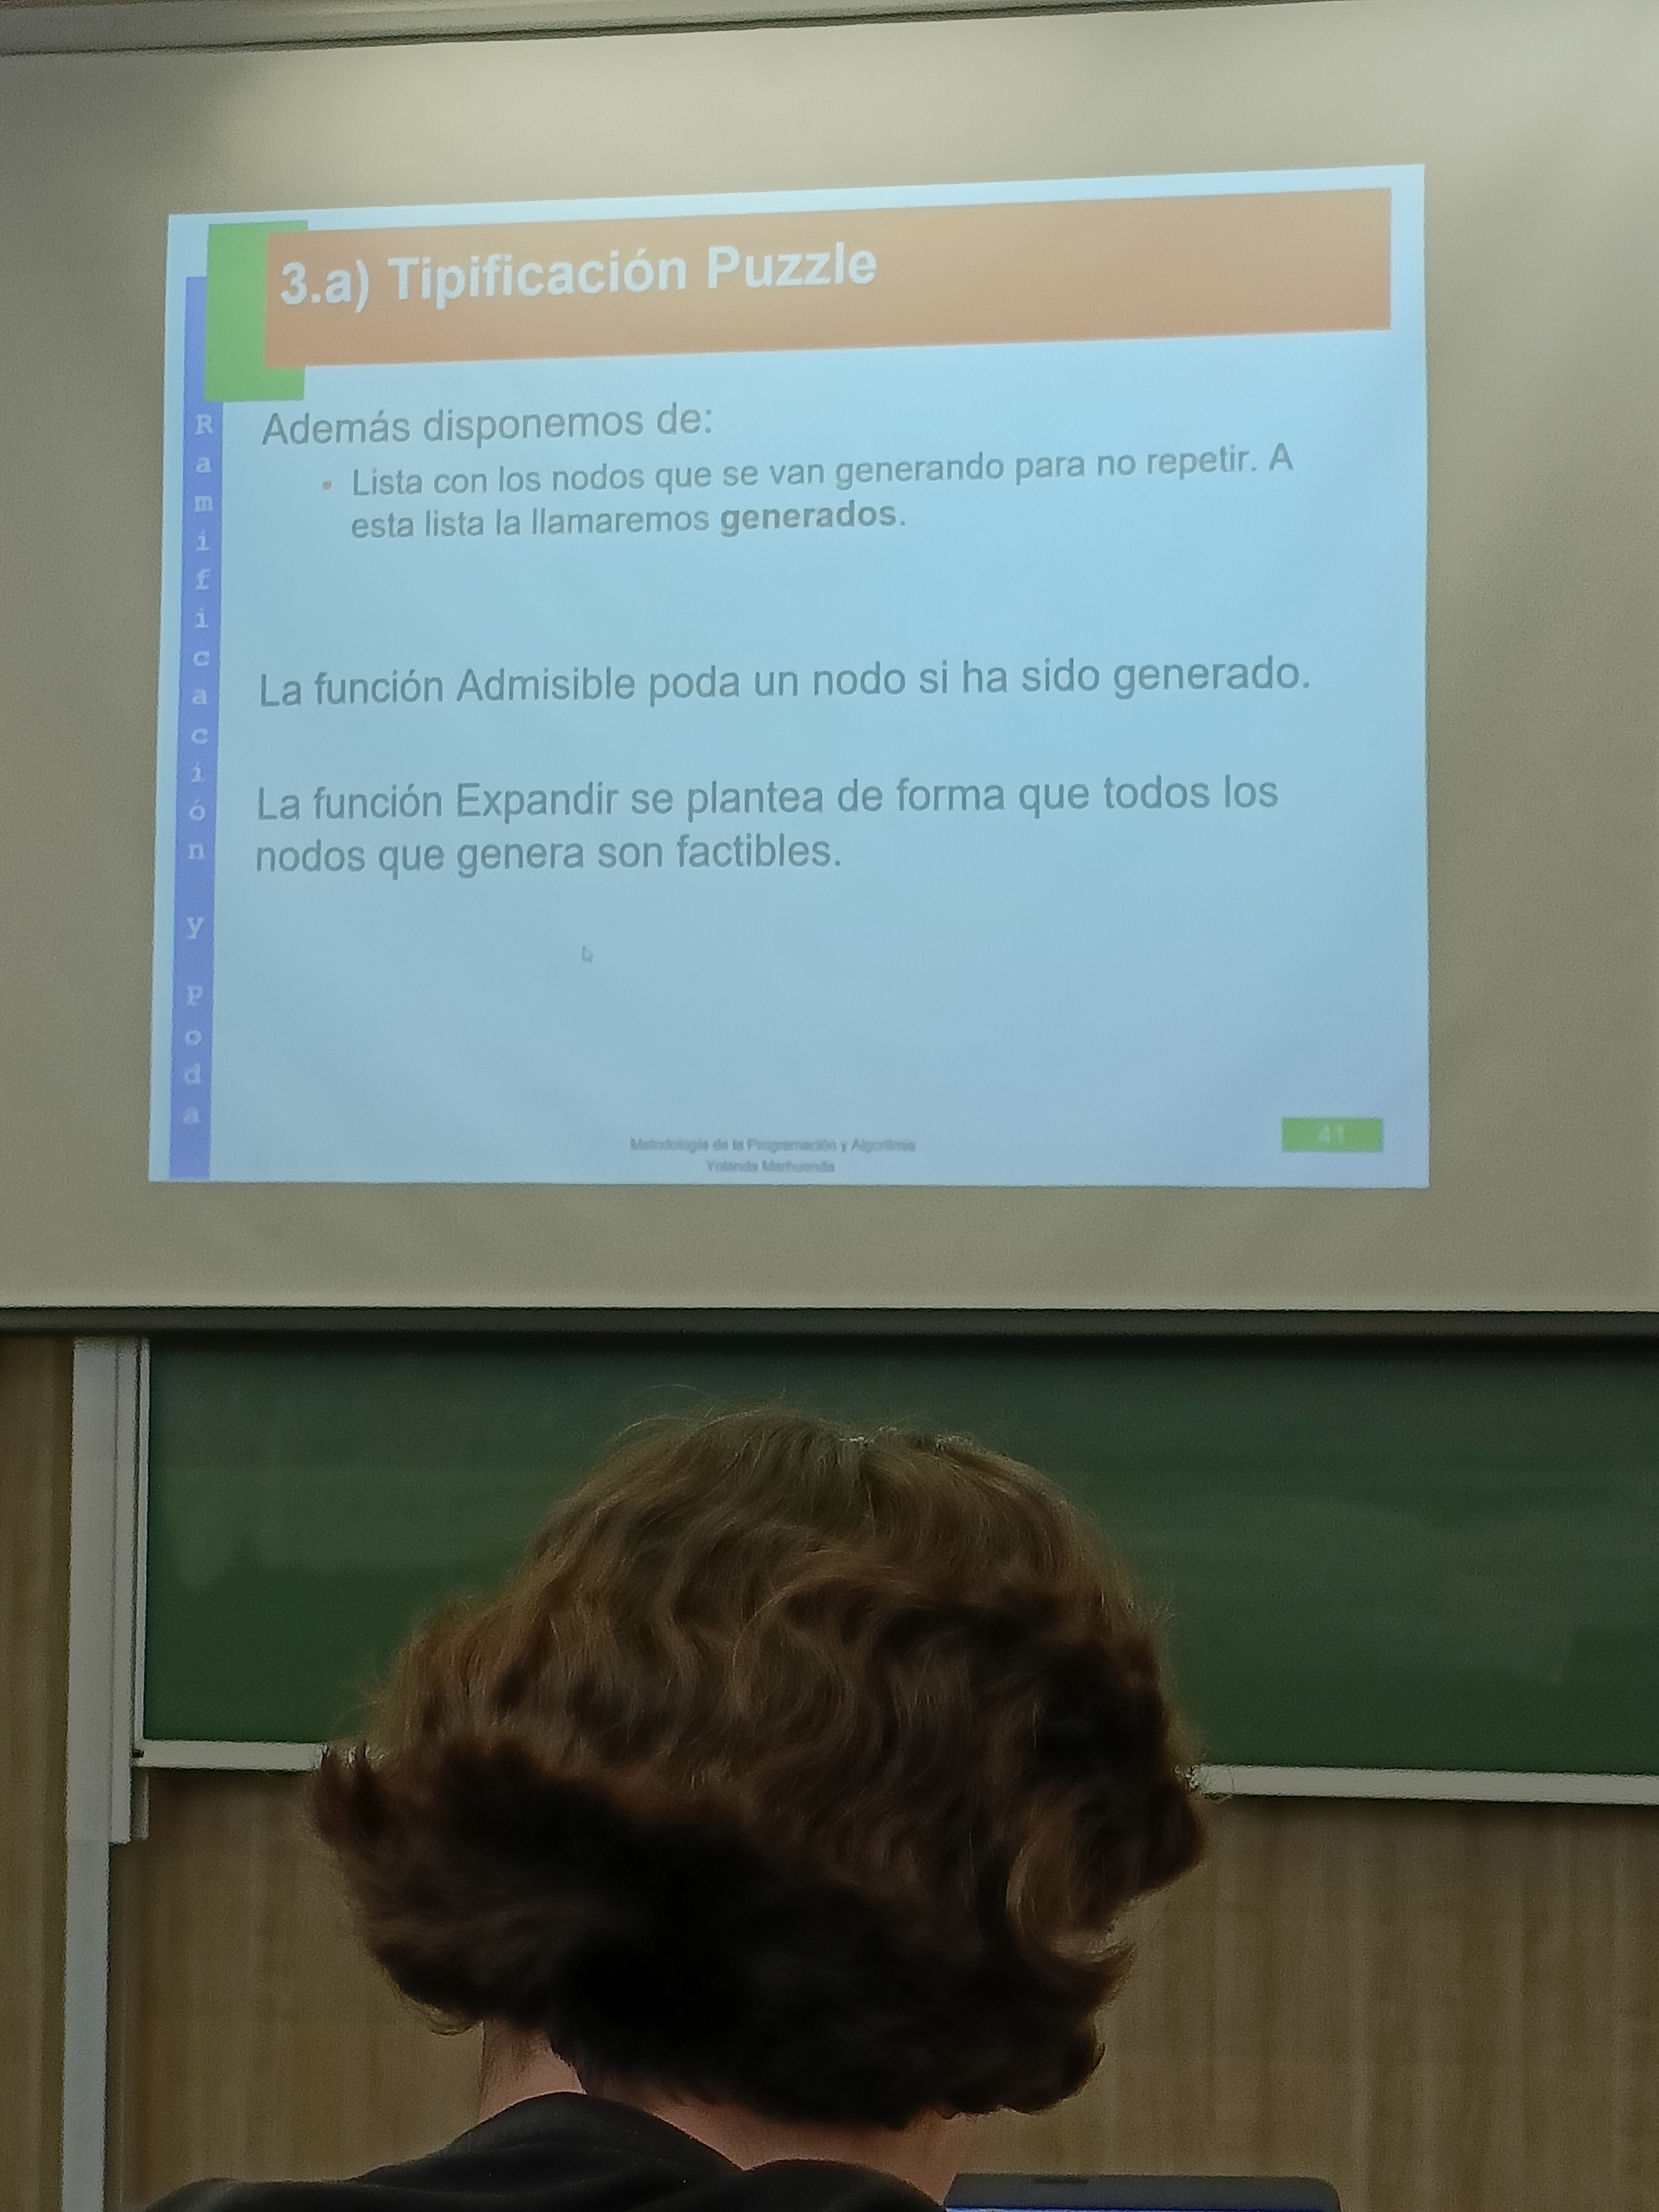 3.a) Tipificación Puzzle
Además disponemos de:
Lista con los nodos que se van generando para no repetir. A
esta lista la llamaremos generados.
La función Admisible poda un nodo si ha sido generado.
La función Expandir se plantea de forma que todos los
nodos que genera son factibles.
Ramificación y Poda
Metodología de la Programación y Algoritmia
Yolanda Marhuenda
41